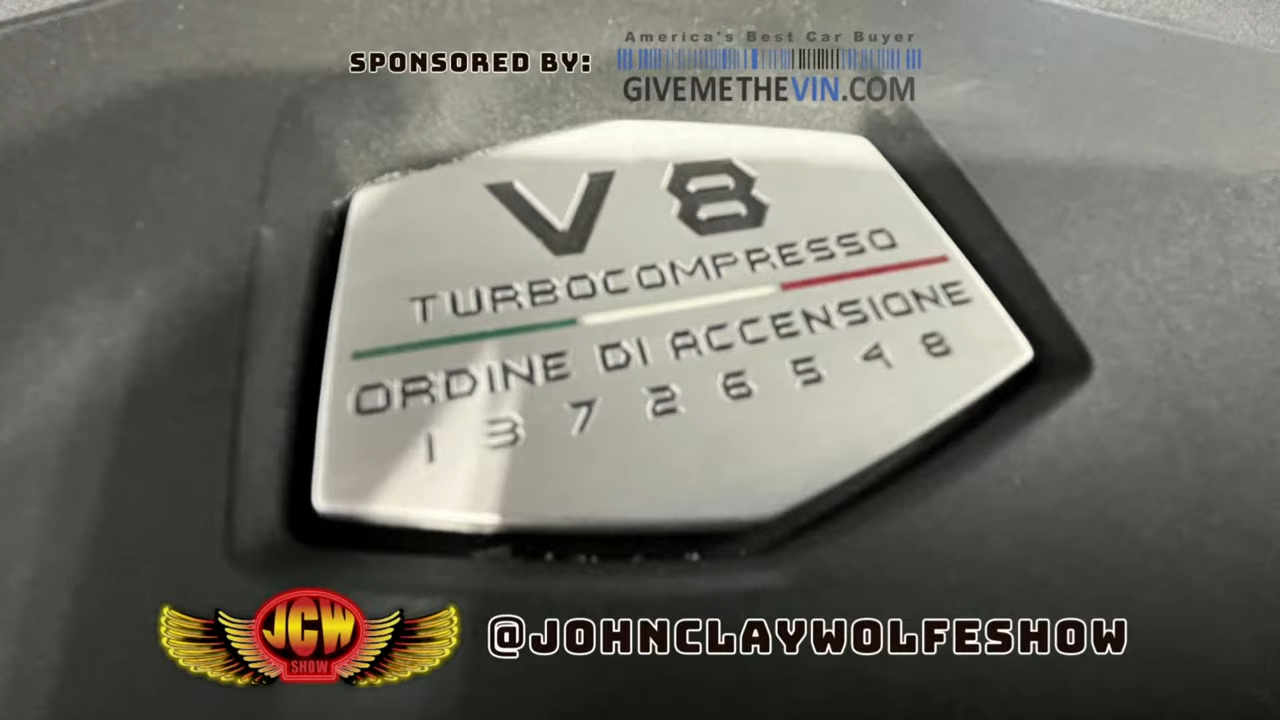 America's Best Car Buyer
SPONSORED BY:
GIVEMETHEVIN.COM
V8
TURBOCOMPRESSO
ORDINE DI ACCENSIONE
1 3 7 2 6 5 4 8
JCW
SHOW
@JOHNCLAYWOLFESHOW